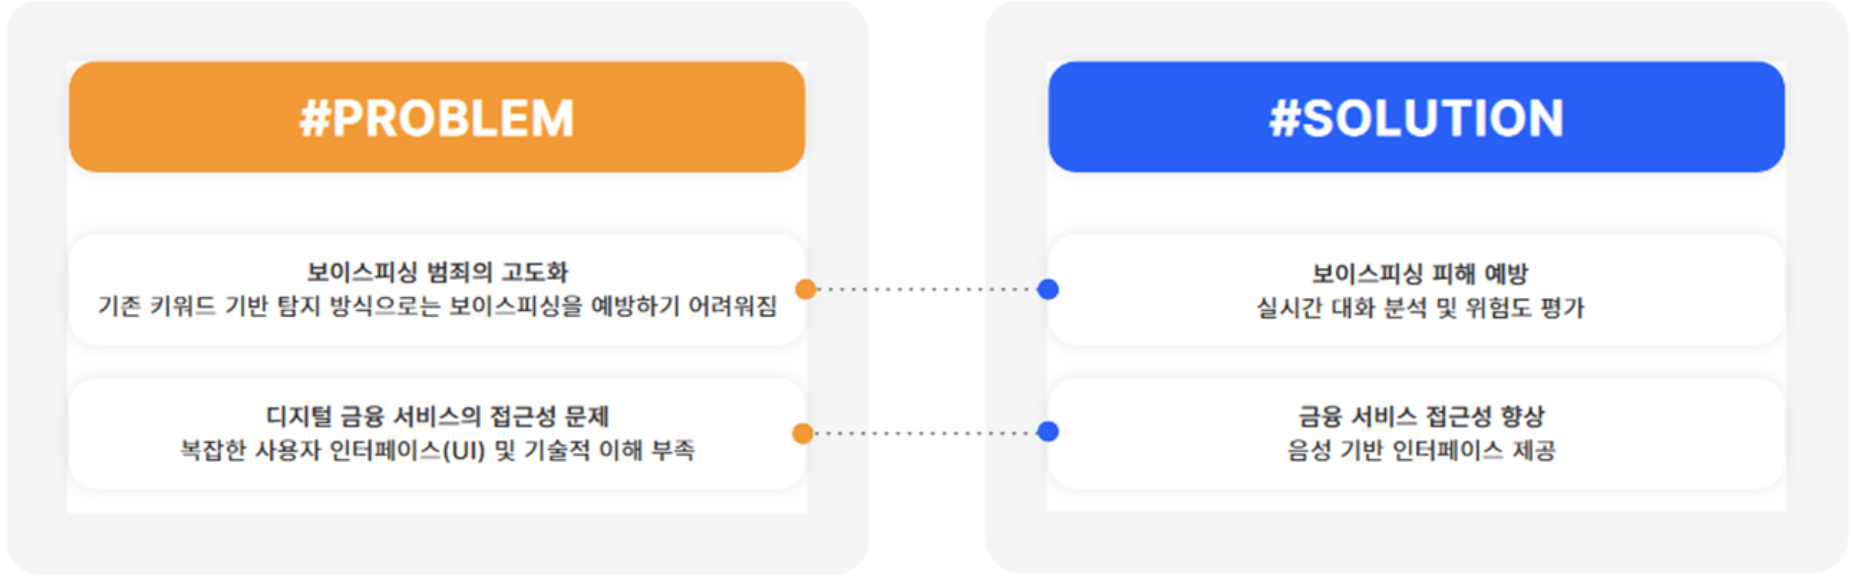 #PROBLEM
보이스피싱 범죄의 고도화
기존 키워드 기반 탐지 방식으로는 보이스피싱을 예방하기 어려워짐
디지털 금융 서비스의 접근성 문제
복잡한 사용자 인터페이스(UI) 및 기술적 이해 부족
#SOLUTION
보이스피싱 피해 예방
실시간 대화 분석 및 위험도 평가
금융 서비스 접근성 향상
음성 기반 인터페이스 제공